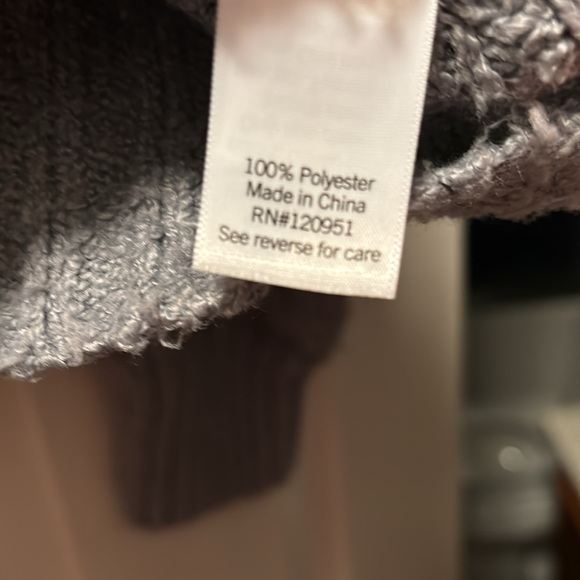 100% Polyester
Made in China
RN#120951
See reverse for care